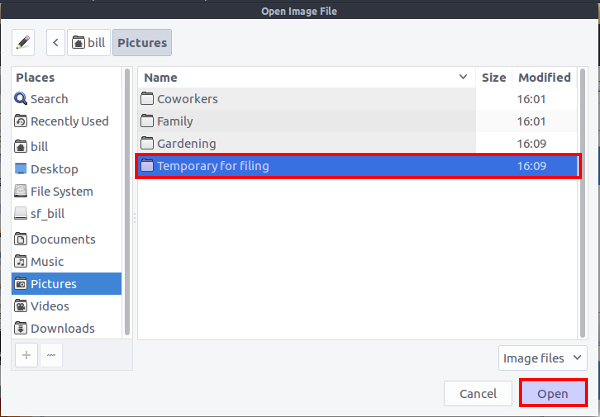 Open Image File
bill Pictures
Places
Search
Recently Used
bill
Desktop
File System
sf_bill
Documents
Music
Pictures
Videos
Downloads
Name Size Modified
Coworkers 16:01
Family 16:01
Gardening 16:09
Temporary for filing 16:09
Image files
Cancel Open